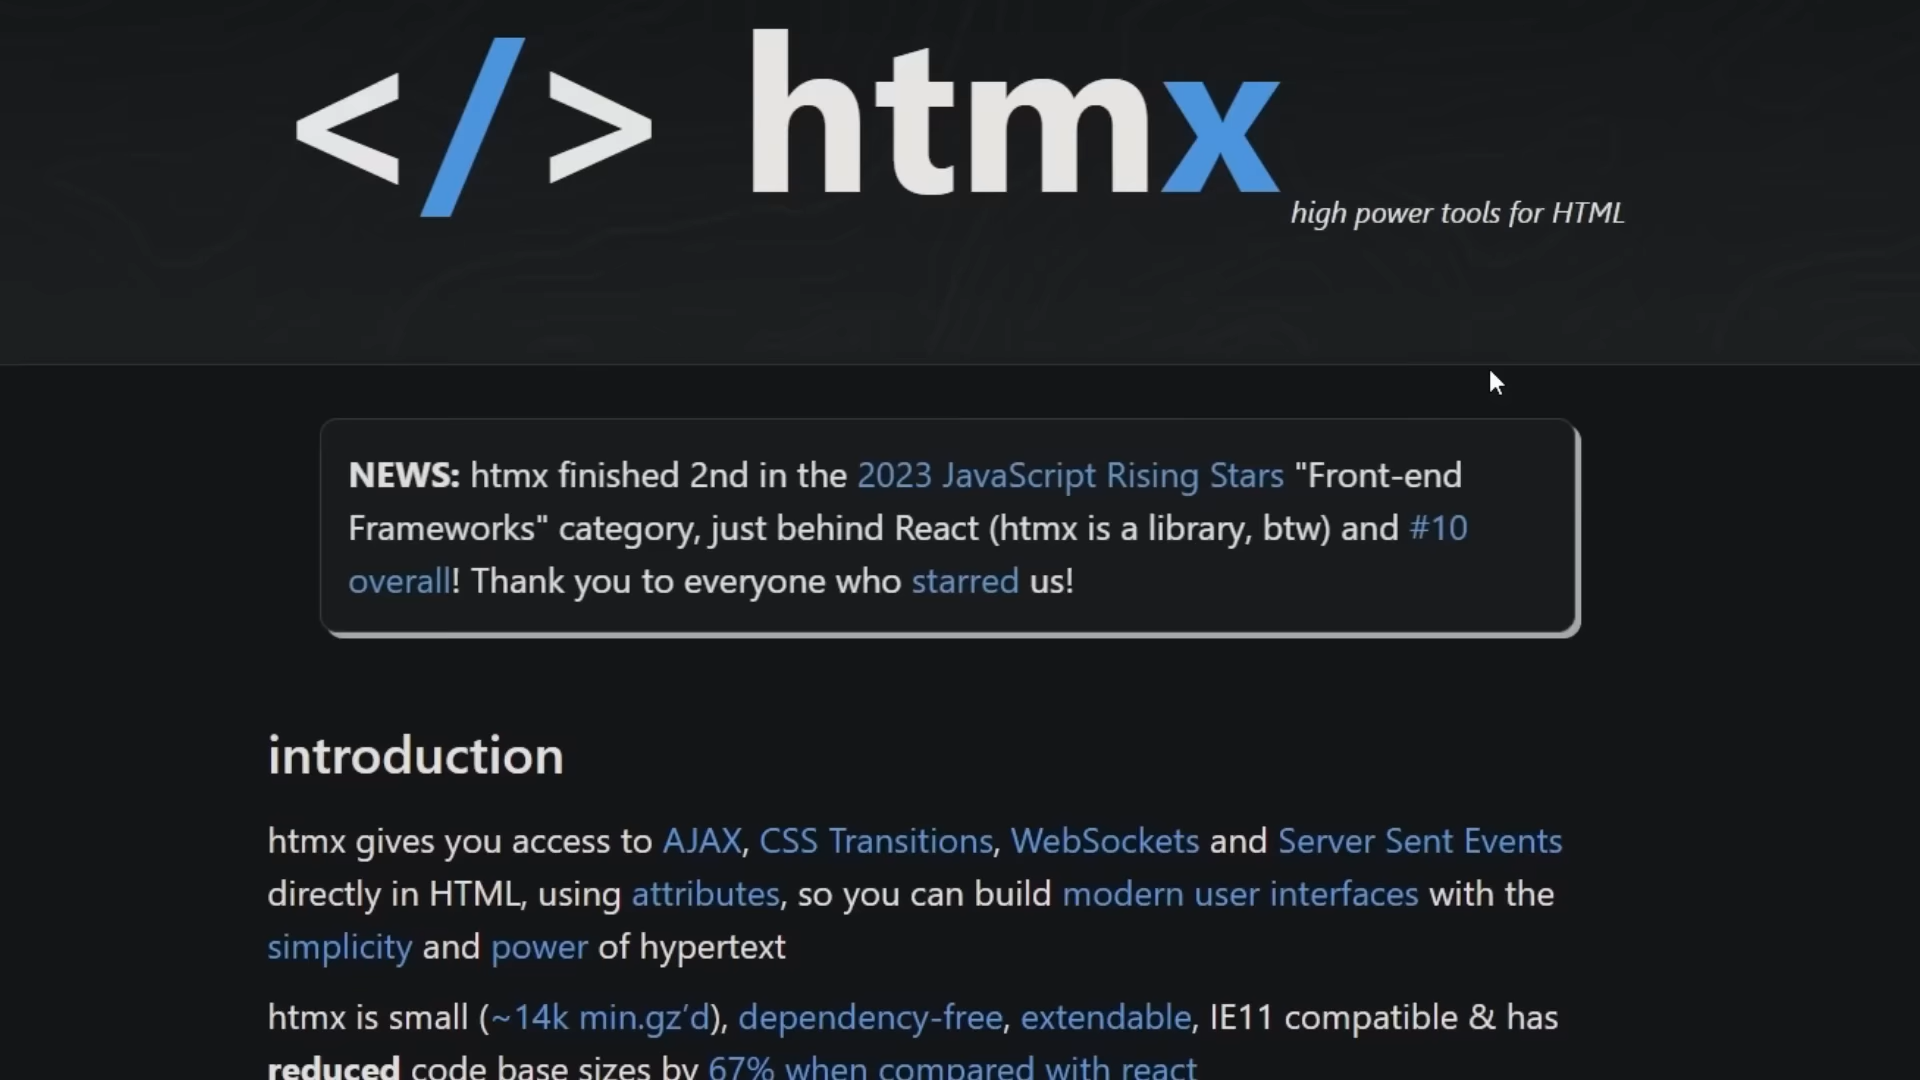 </> htmx
high power tools for HTML
NEWS: htmx finished 2nd in the 2023 JavaScript Rising Stars "Front-end
Frameworks" category, just behind React (htmx is a library, btw) and #10
overall! Thank you to everyone who starred us!
introduction
htmx gives you access to AJAX, CSS Transitions, WebSockets and Server Sent Events
directly in HTML, using attributes, so you can build modern user interfaces with the
simplicity and power of hypertext
htmx is small (~14k min.gz’d), dependency-free, extendable, IE11 compatible & has
reduced code base sizes by 67% when compared with react